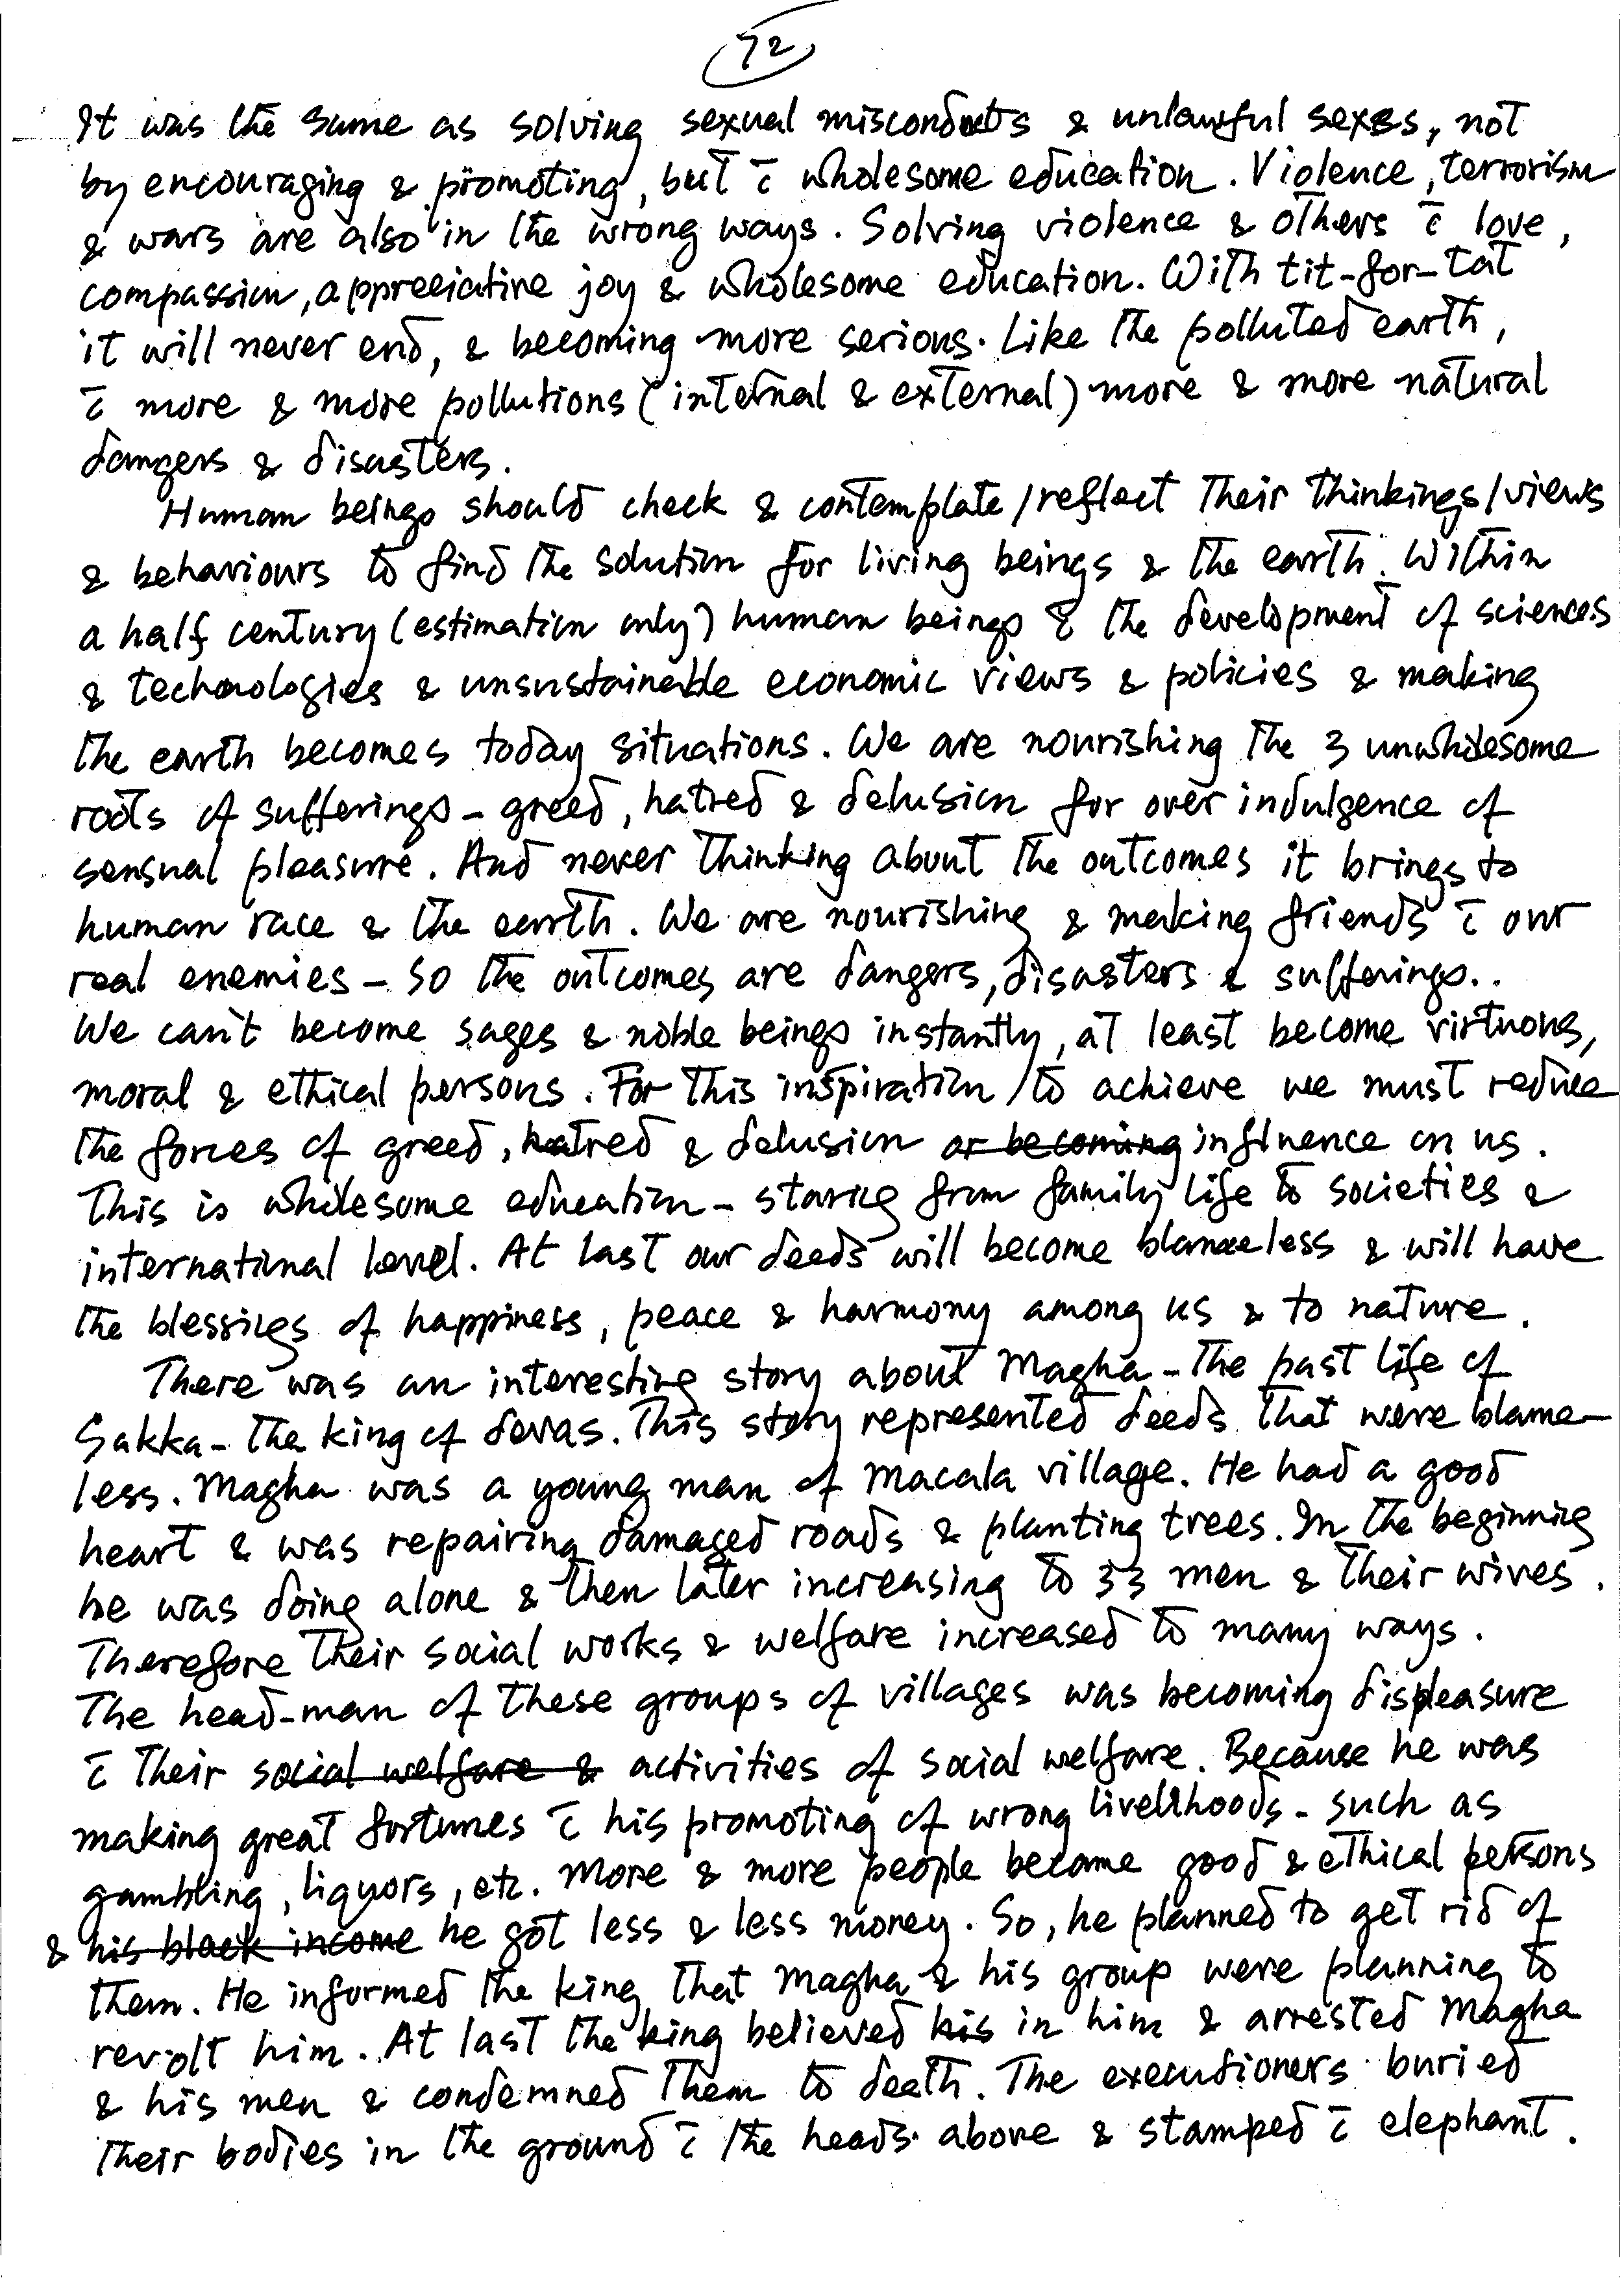 72
It was the same as solving sexual misconducts & unlawful sexes, not
by encouraging & promoting, but c̄ wholesome education. Violence, terrorism
& wars are also in the wrong ways. Solving violence & others c̄ love,
compassion, appreciative joy & wholesome education. With tit-for-tat
it will never end, & becoming more serious. Like the polluted earth,
c̄ more & more pollutions (internal & external) more & more natural
dangers & disasters.
Human beings should check & contemplate/reflect their thinkings/views
& behaviours to find the solution for living beings & the earth. Within
a half century (estimation only) human beings & the development of sciences
& technologies & unsustainable economic views & policies & making
the earth becomes today situations. We are nourishing the 3 unwholesome
roots of sufferings - greed, hatred & delusion for over indulgence of
sensual pleasure. And never thinking about the outcomes it brings to
human race & the earth. We are nourishing & making friends c̄ our
real enemies - so the outcomes are dangers, disasters & sufferings..
We can't become sages & noble beings instantly, at least become virtuous,
moral & ethical persons. For this inspiration / to achieve we must reduce
the forces of greed, hatred & delusion or becoming influence on us.
This is wholesome education - staring from family life to societies &
international level. At last our deeds will become blameless & will have
the blessings of happiness, peace & harmony among us & to nature.
There was an interesting story about Magha - the past life of
Sakka - the king of devas. This story represented deeds that were blame-
less. Magha was a young man of Macala village. He had a good
heart & was repairing damaged roads & planting trees. In the beginning
he was doing alone & then later increasing to 33 men & their wives.
Therefore their social works & welfare increased to many ways.
The head-man of these groups of villages was becoming displeasure
c̄ their social welfare & activities of social welfare. Because he was
making great fortunes c̄ his promoting of wrong livelihoods - such as
gambling, liquors, etc. More & more people became good & ethical persons
& his black income he got less & less money. So, he planned to get rid of
them. He informed the king that Magha & his group were planning to
revolt him. At last the king believed his in him & arrested Magha
& his men & condemned them to death. The executioners buried
their bodies in the ground c̄ the heads above & stamped c̄ elephant.